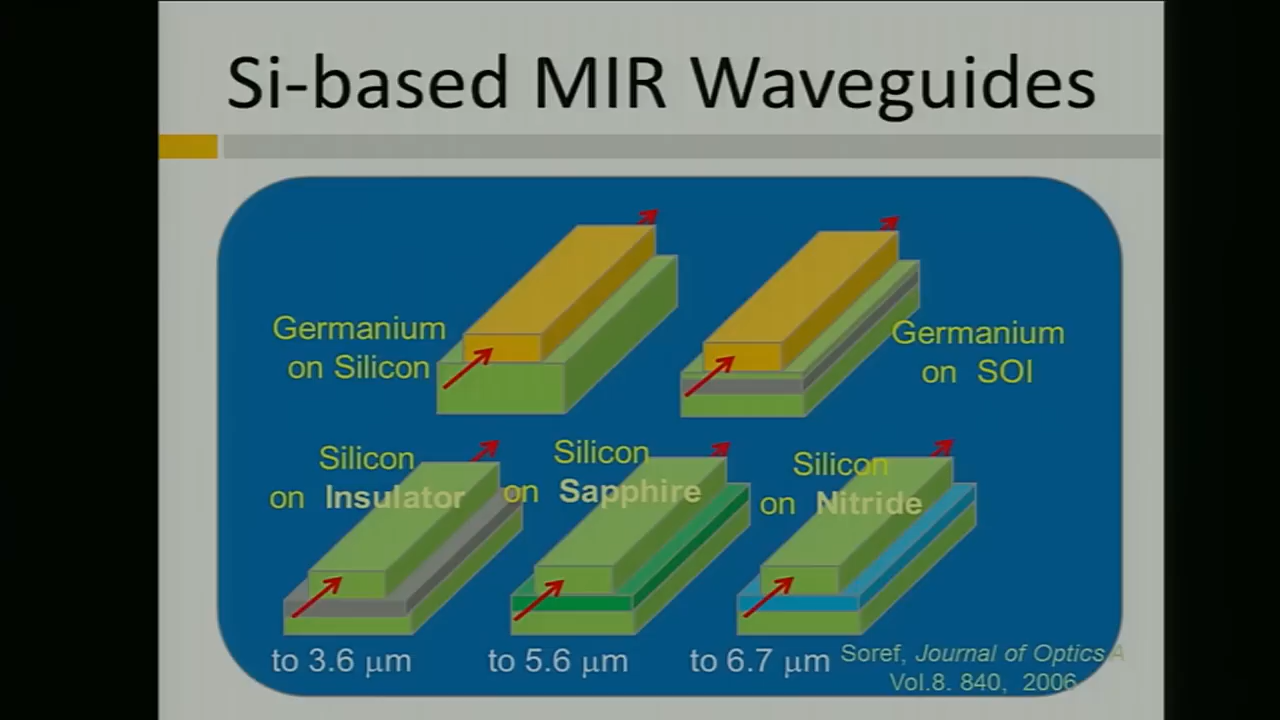 Si-based MIR Waveguides
Germanium
on Silicon
Germanium
on SOI
Silicon
on Insulator
Silicon
on Sapphire
Silicon
on Nitride
to 3.6 μm
to 5.6 μm
to 6.7 μm
Soref, Journal of Optics A
Vol.8. 840, 2006